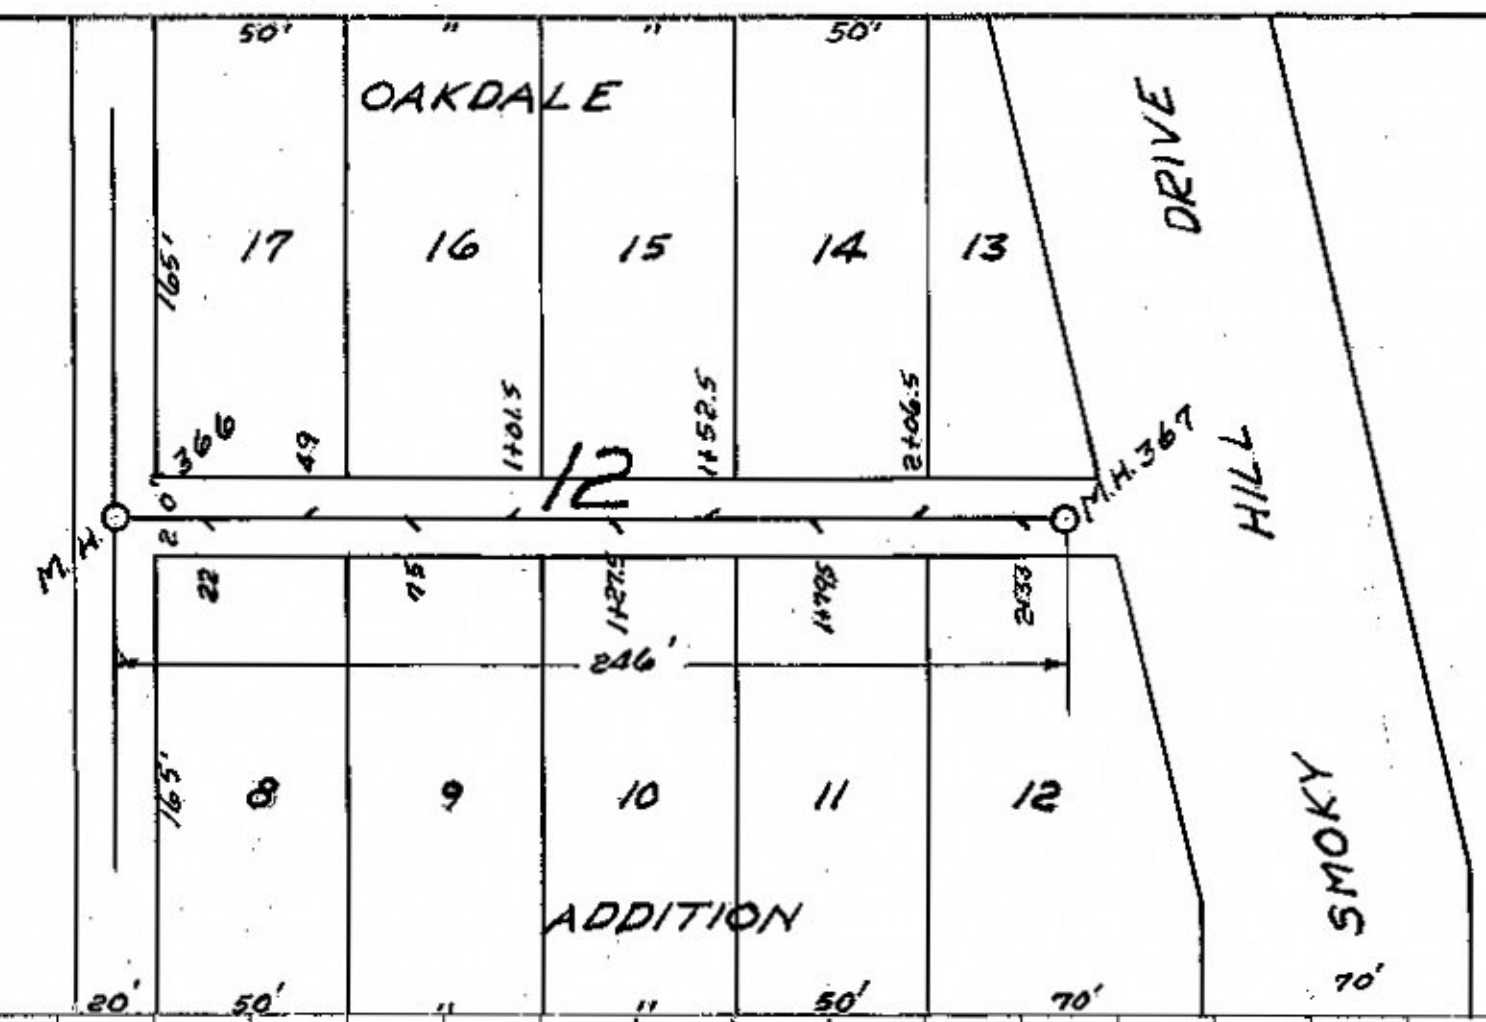 50' " " 50'
OAKDALE
DRIVE
17 16 15 14 13
165'
49 1+01.5 1+52.5 2+06.5
M.H. 366
12
M.H. 367
HILL
20'
22 75 1+27.5 1+79.5 2+33
246'
165'
8 9 10 11 12
SMOKY
ADDITION
20' 50' " " 50' 70' 70'